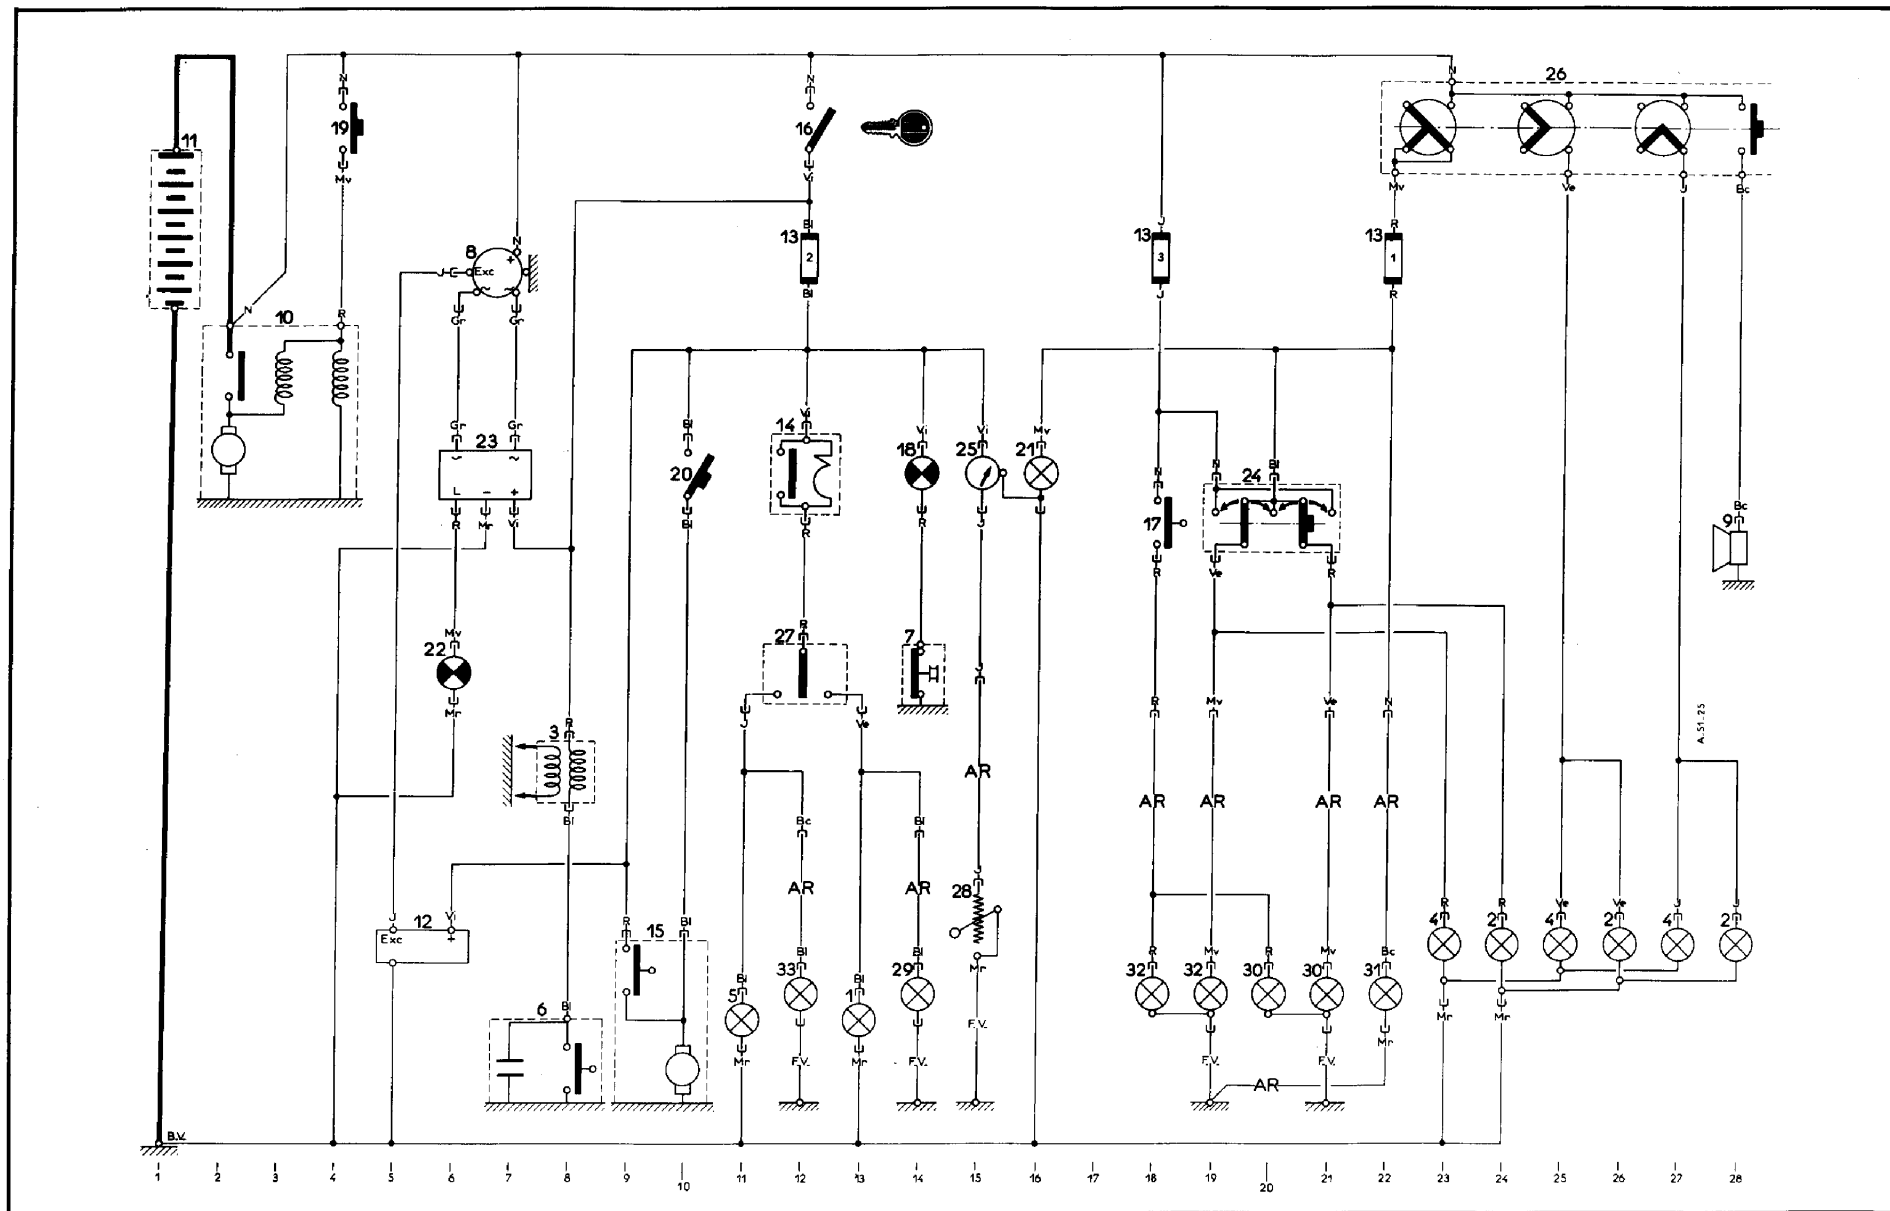 26
N
N
N
19
11
16
Mv
Vi
Mv
Ve
J
Bc
Bl
J
R
13
2
13
3
13
1
8
N
+
J
Exc
~
~
Bl
J
R
Gr
Gr
N
10
R
Gr
23
Gr
~
~
L
-
+
R
Mr
Vi
Bl
20
Bl
Vi
14
R
Vi
18
R
Vi
25
J
Mv
21
N
17
R
N
Bl
24
Ve
R
Bc
9
Mv
22
Mr
R
27
J
Ve
7
J
R
Mv
Ve
N
A.51-25
R
3
Bl
AR
AR
AR
AR
AR
Bc
Bl
AR
AR
J
28
Mr
J
12
Vi
Exc
+
R
15
Bl
R
4
R
2
Ve
4
Ve
2
J
4
J
2
Bl
5
Mr
Bl
33
F.V.
Bl
1
Mr
Bl
29
F.V.
F.V.
R
32
Mv
32
R
30
Mv
30
Bc
31
Mr
Mr
Mr
F.V.
F.V.
AR
6
Bl
B.V.
1 2 3 4 5 6 7 8 9 10 11 12 13 14 15 16 17 18 19 20 21 22 23 24 25 26 27 28